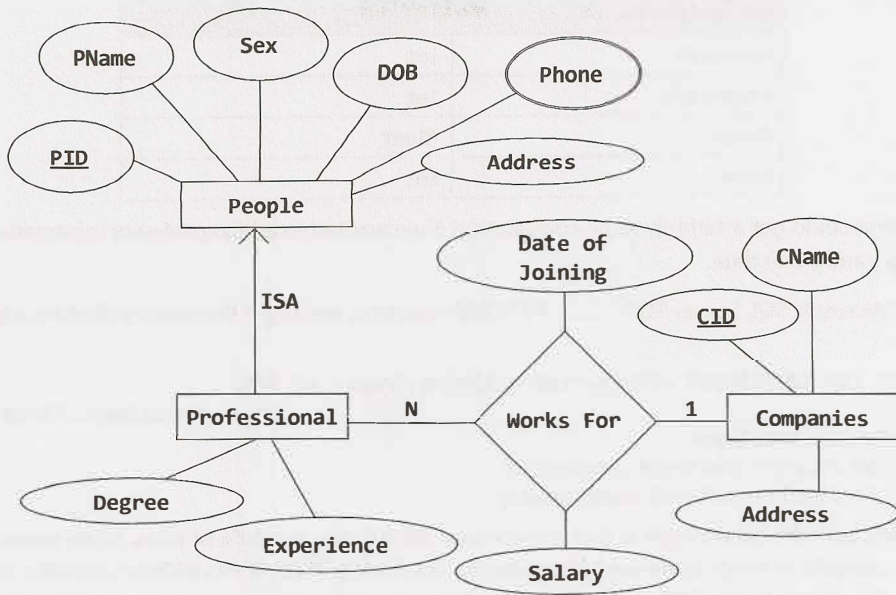 Sex
PName
DOB
Phone
PID
Address
People
Date of
Joining
CName
ISA
CID
Professional
N
Works For
1
Companies
Degree
Address
Experience
Salary